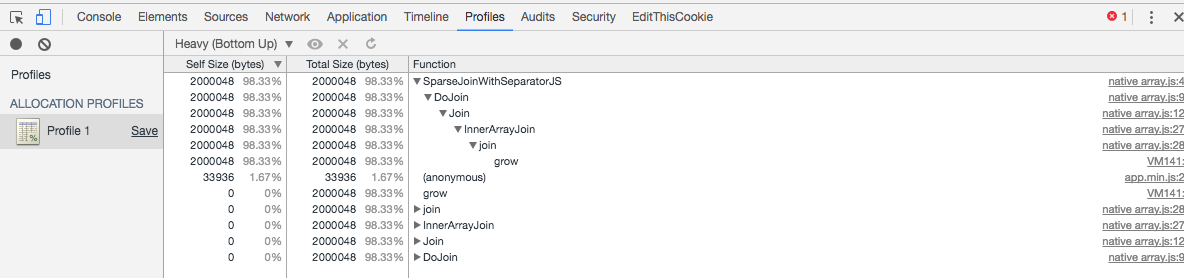 Console Elements Sources Network Application Timeline Profiles Audits Security EditThisCookie 1
Heavy (Bottom Up)
Profiles
ALLOCATION PROFILES
Profile 1 Save
%
Self Size (bytes) Total Size (bytes) Function
2000048 98.33% 2000048 98.33% SparseJoinWithSeparatorJS native array.js:4
2000048 98.33% 2000048 98.33% DoJoin native array.js:9
2000048 98.33% 2000048 98.33% Join native array.js:12
2000048 98.33% 2000048 98.33% InnerArrayJoin native array.js:27
2000048 98.33% 2000048 98.33% join native array.js:28
2000048 98.33% 2000048 98.33% grow VM141:
33936 1.67% 33936 1.67% (anonymous) app.min.js:2
0 0% 2000048 98.33% grow VM141:
0 0% 2000048 98.33% join native array.js:28
0 0% 2000048 98.33% InnerArrayJoin native array.js:27
0 0% 2000048 98.33% Join native array.js:12
0 0% 2000048 98.33% DoJoin native array.js:9